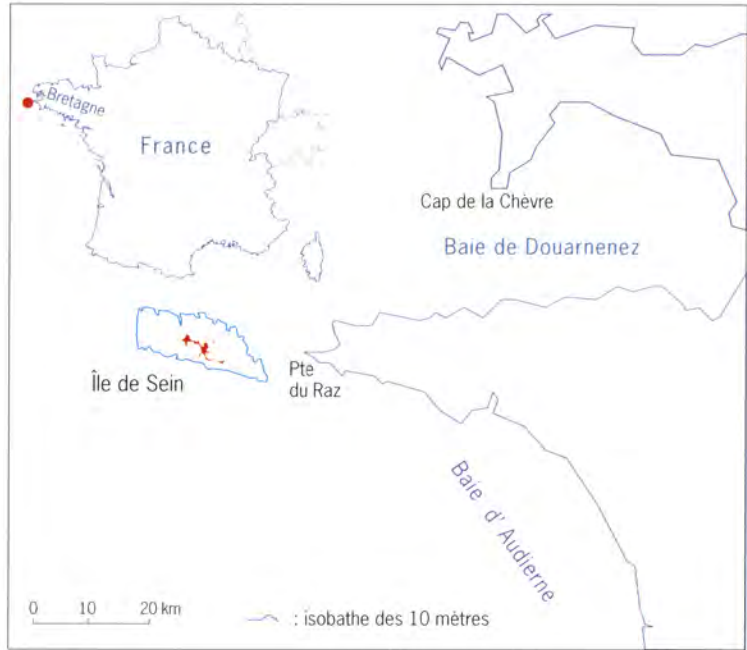 Bretagne
France
Cap de la Chèvre
Baie de Douarnenez
Île de Sein
Pte
du Raz
Baie d'Audierne
0 10 20 km
: isobathe des 10 mètres